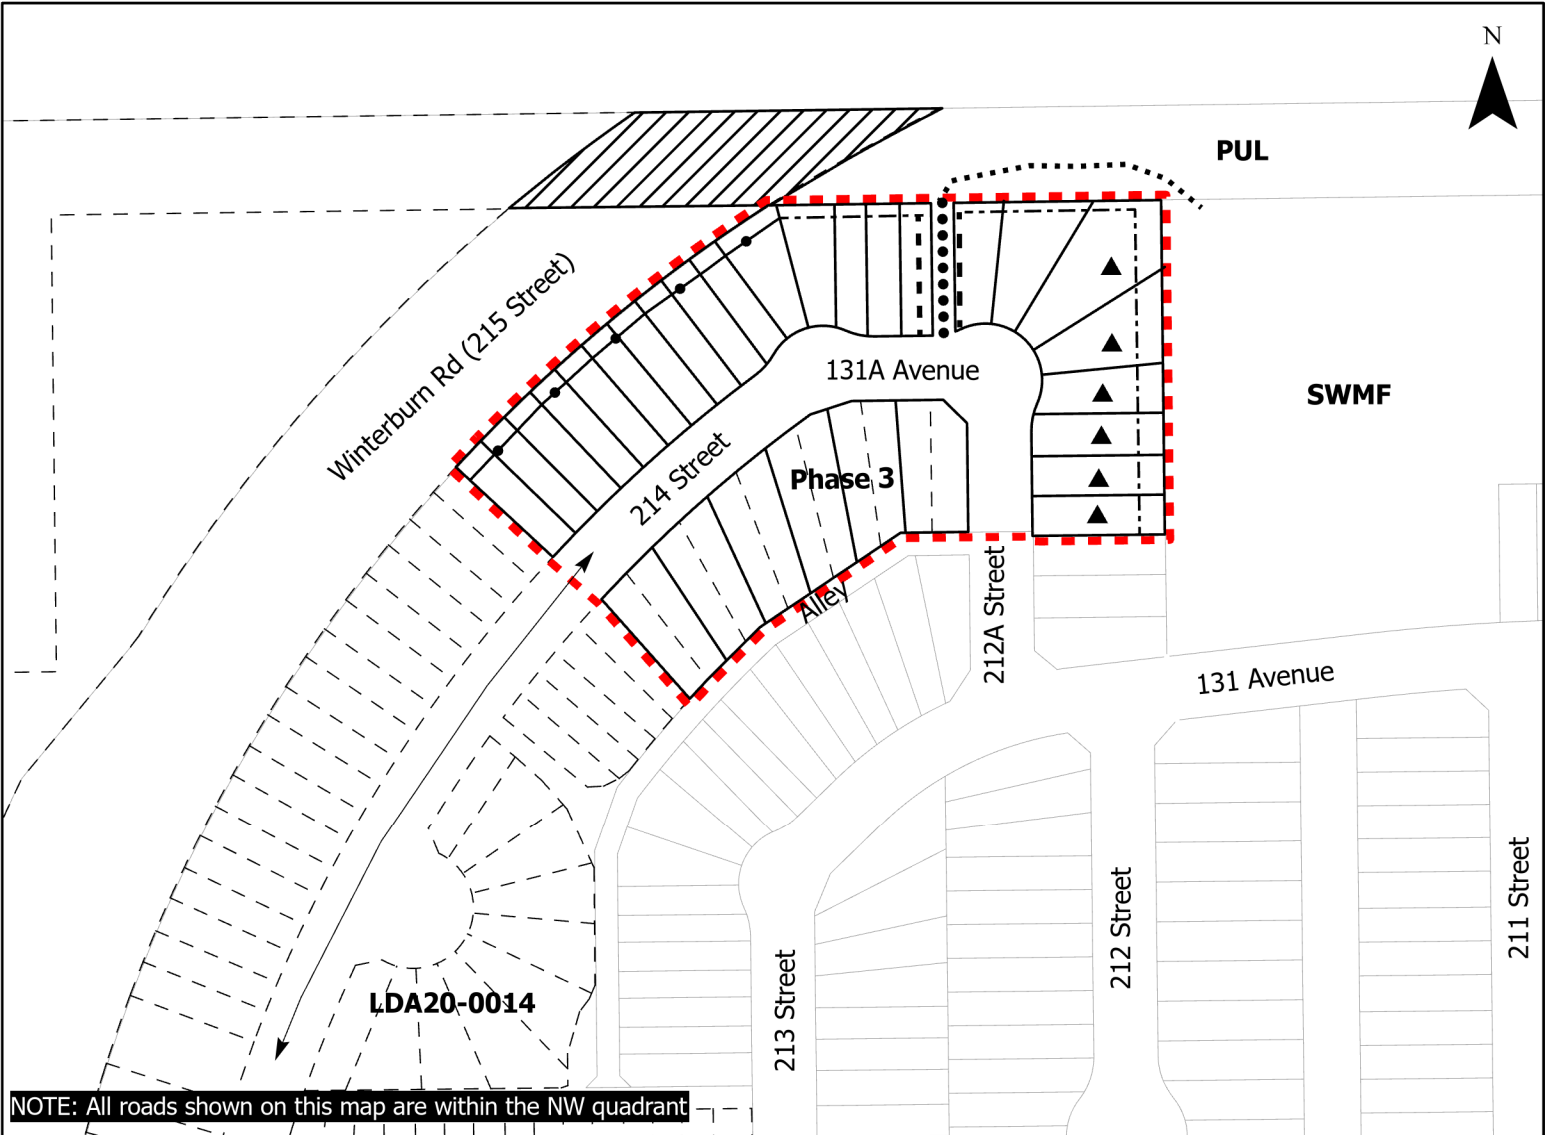 N
PUL
Winterburn Rd (215 Street)
131A Avenue
SWMF
214 Street
Phase 3
Alley
212A Street
131 Avenue
211 Street
212 Street
213 Street
LDA20-0014
NOTE: All roads shown on this map are within the NW quadrant